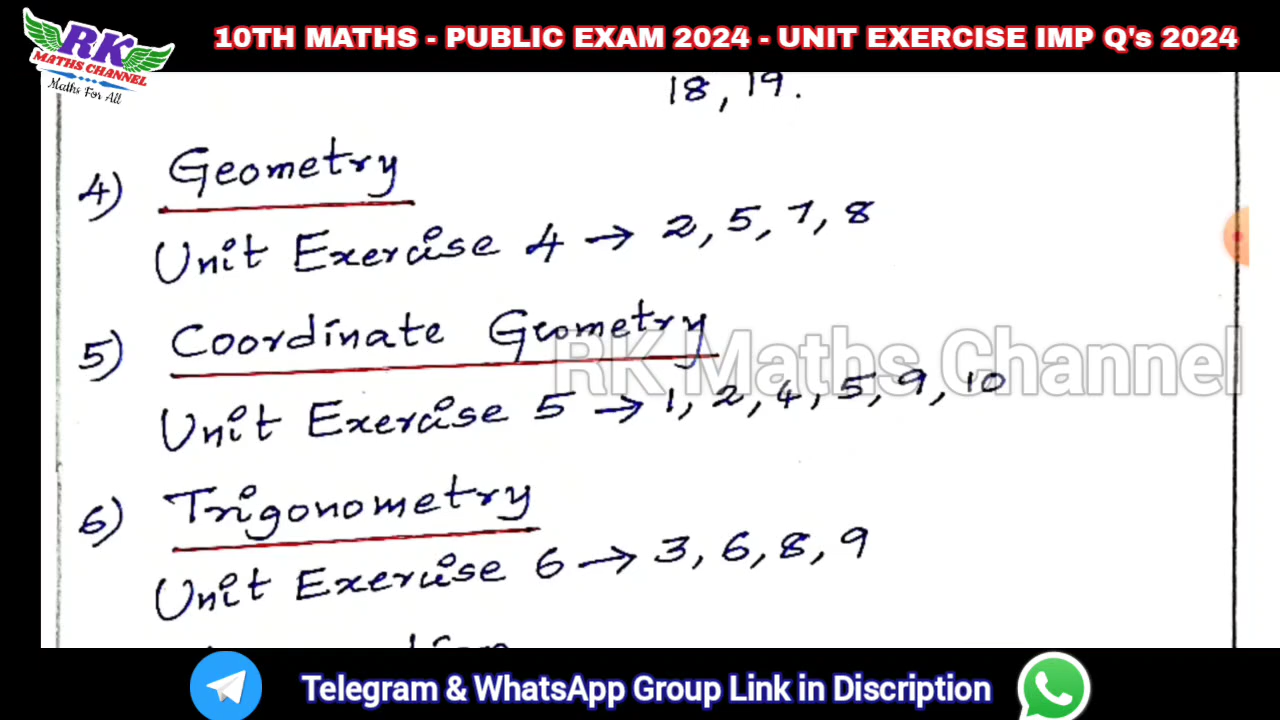 RK
MATHS CHANNEL
Maths For All
10TH MATHS - PUBLIC EXAM 2024 - UNIT EXERCISE IMP Q's 2024
18, 19.
4) Geometry
Unit Exercise 4 → 2, 5, 7, 8
5) Coordinate Geometry
RK Maths Channel
Unit Exercise 5 → 1, 2, 4, 5, 9, 10
6) Trigonometry
Unit Exercise 6 → 3, 6, 8, 9
Telegram & WhatsApp Group Link in Discription